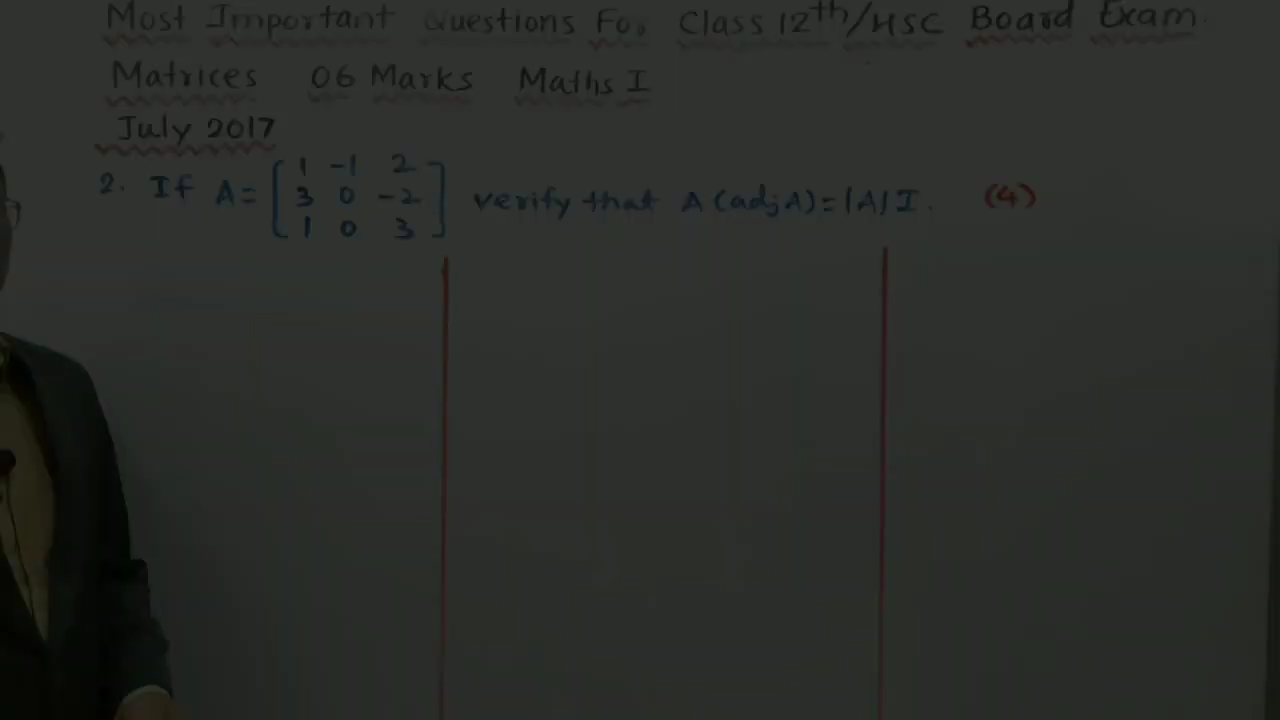 Most Important Questions For Class 12th/HSC Board Exam.
Matrices 06 Marks Maths I
July 2017
2. If A = [ 1 -1 2
3 0 -2
1 0 3 ] verify that A (adj A) = |A| I. (4)